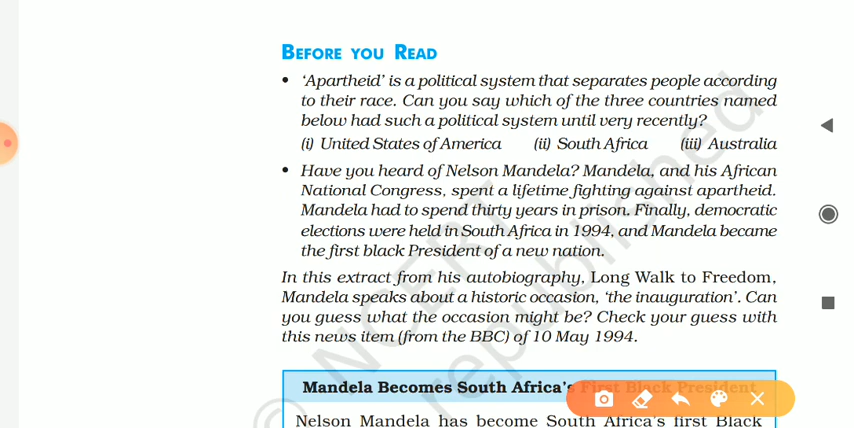 BEFORE YOU READ
• ‘Apartheid’ is a political system that separates people according
to their race. Can you say which of the three countries named
below had such a political system until very recently?
(i) United States of America (ii) South Africa (iii) Australia
• Have you heard of Nelson Mandela? Mandela, and his African
National Congress, spent a lifetime fighting against apartheid.
Mandela had to spend thirty years in prison. Finally, democratic
elections were held in South Africa in 1994, and Mandela became
the first black President of a new nation.
In this extract from his autobiography, Long Walk to Freedom,
Mandela speaks about a historic occasion, ‘the inauguration’. Can
you guess what the occasion might be? Check your guess with
this news item (from the BBC) of 10 May 1994.
Mandela Becomes South Africa’s First Black President
Nelson Mandela has become South Africa’s first Black
© NCERT
republished